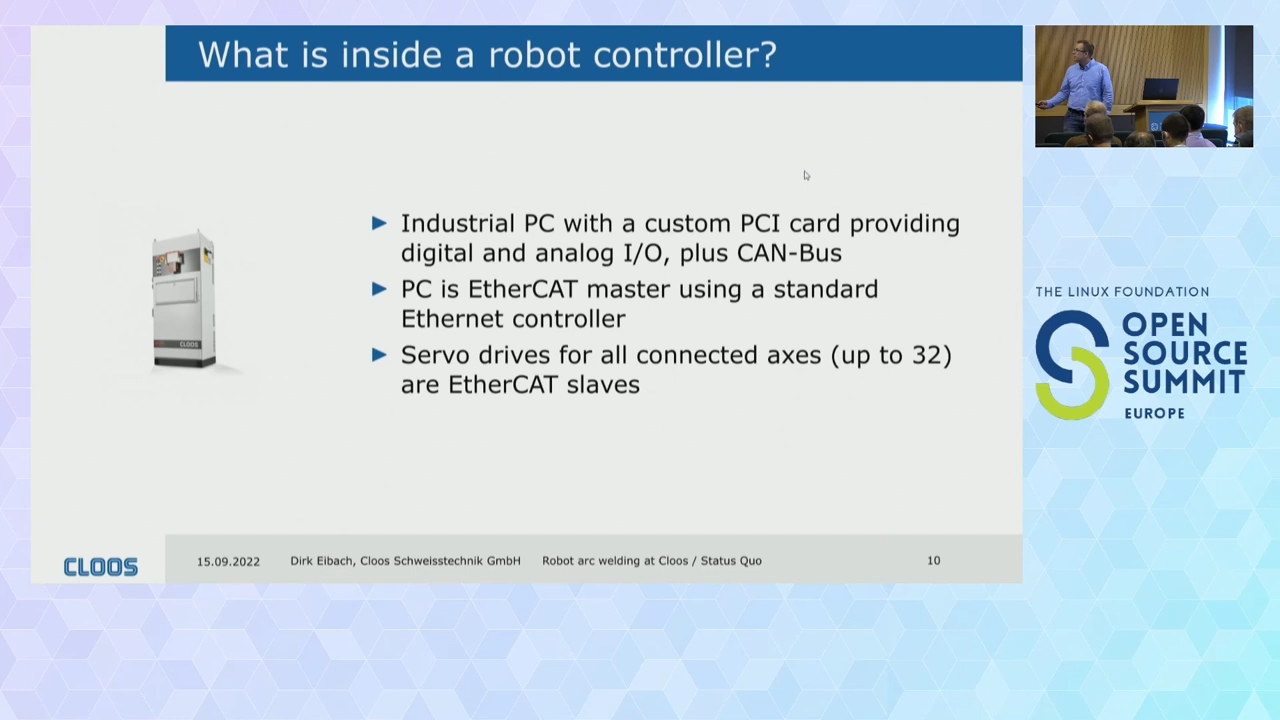 What is inside a robot controller?
Industrial PC with a custom PCI card providing
digital and analog I/O, plus CAN-Bus
PC is EtherCAT master using a standard
Ethernet controller
Servo drives for all connected axes (up to 32)
are EtherCAT slaves
CLOOS
CLOOS
15.09.2022
Dirk Eibach, Cloos Schweisstechnik GmbH
Robot arc welding at Cloos / Status Quo
10
THE LINUX FOUNDATION
OPEN
SOURCE
SUMMIT
EUROPE